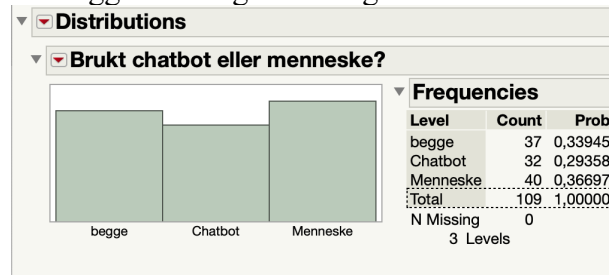 Distributions
Brukt chatbot eller menneske?
begge Chatbot Menneske
Frequencies
Level Count Prob
begge 37 0,33945
Chatbot 32 0,29358
Menneske 40 0,36697
Total 109 1,00000
N Missing 0
3 Levels